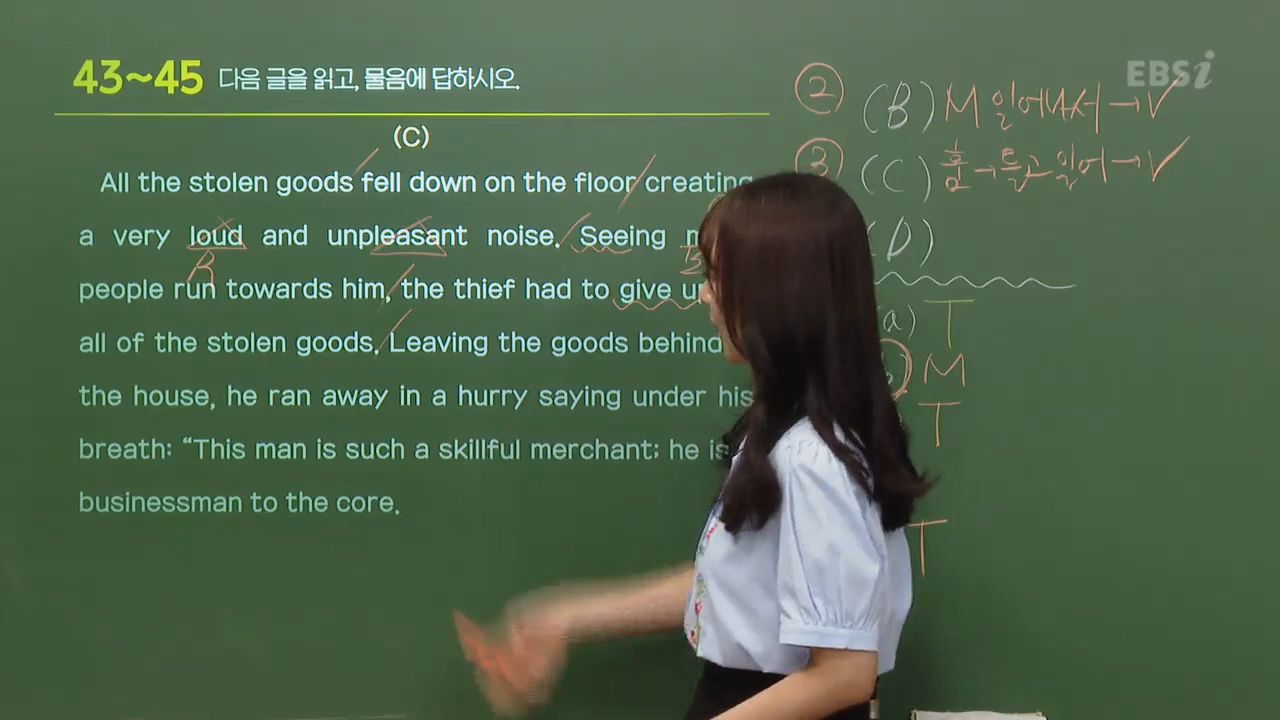 43~45 다음 글을 읽고, 물음에 답하시오.
EBSi
(C)
All the stolen goods fell down on the floor creating
a very loud and unpleasant noise. Seeing
people run towards him, the thief had to give
all of the stolen goods. Leaving the goods behind
the house, he ran away in a hurry saying under his
breath: “This man is such a skillful merchant; he is
businessman to the core.
B
② (B) M 일어나서 → ✓
③ (C) 훔 → 들고 있어 → ✓
(D)
(a) T
M
T
T